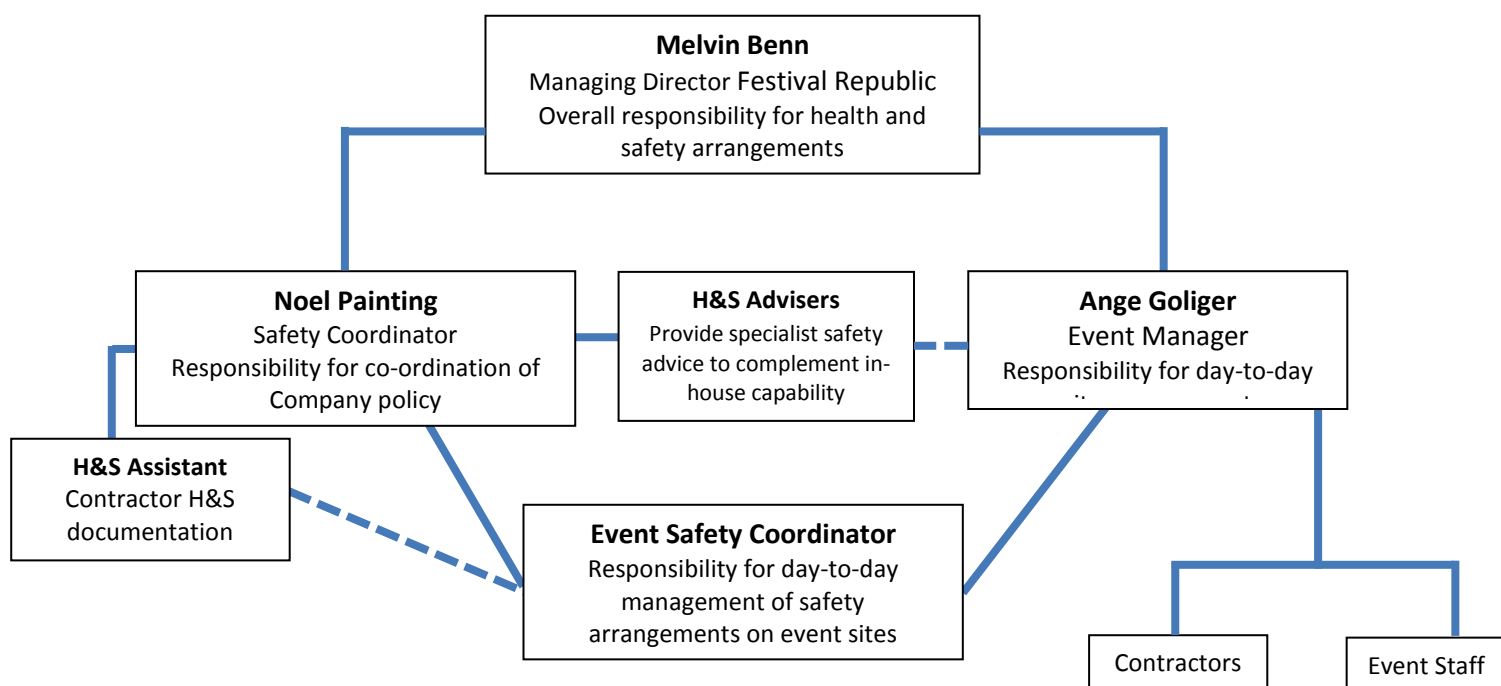 Melvin Benn
Managing Director Festival Republic
Overall responsibility for health and
safety arrangements
Noel Painting
Safety Coordinator
Responsibility for co-ordination of
Company policy
H&S Advisers
Provide specialist safety
advice to complement in-
house capability
Ange Goliger
Event Manager
Responsibility for day-to-day
H&S Assistant
Contractor H&S
documentation
Event Safety Coordinator
Responsibility for day-to-day
management of safety
arrangements on event sites
Contractors
Event Staff